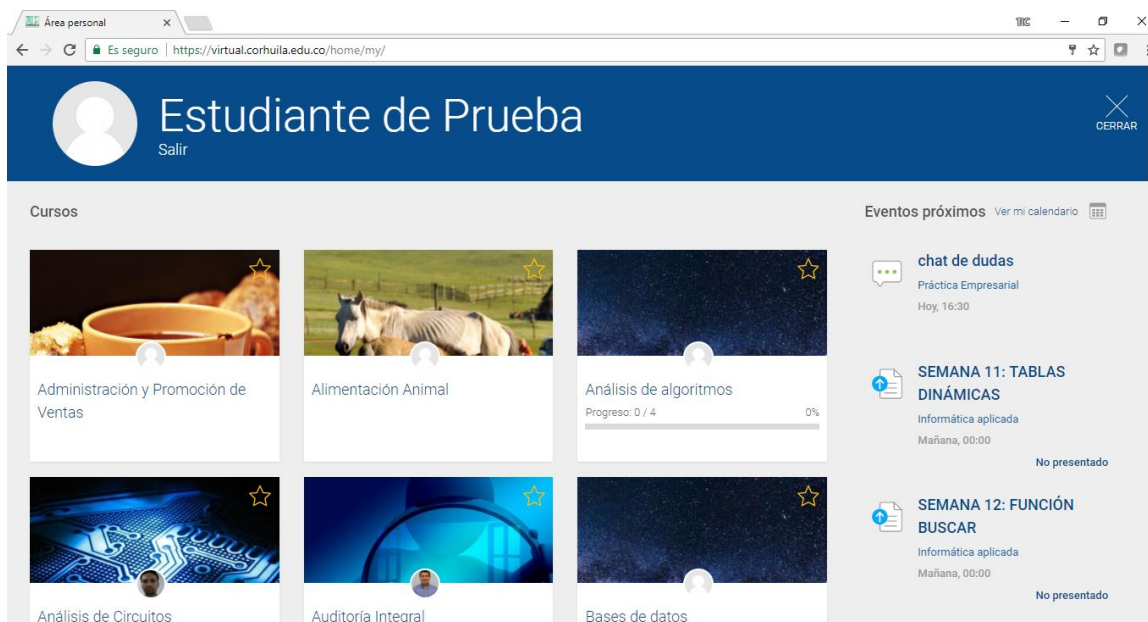 Área personal
Es seguro | https://virtual.corhuila.edu.co/home/my/
Estudiante de Prueba
Salir
CERRAR
Cursos
Administración y Promoción de
Ventas
Alimentación Animal
Análisis de algoritmos
Progreso: 0 / 4 0%
Análisis de Circuitos
Auditoría Integral
Bases de datos
Eventos próximos Ver mi calendario
chat de dudas
Práctica Empresarial
Hoy, 16:30
SEMANA 11: TABLAS
DINÁMICAS
Informática aplicada
Mañana, 00:00
No presentado
SEMANA 12: FUNCIÓN
BUSCAR
Informática aplicada
Mañana, 00:00
No presentado